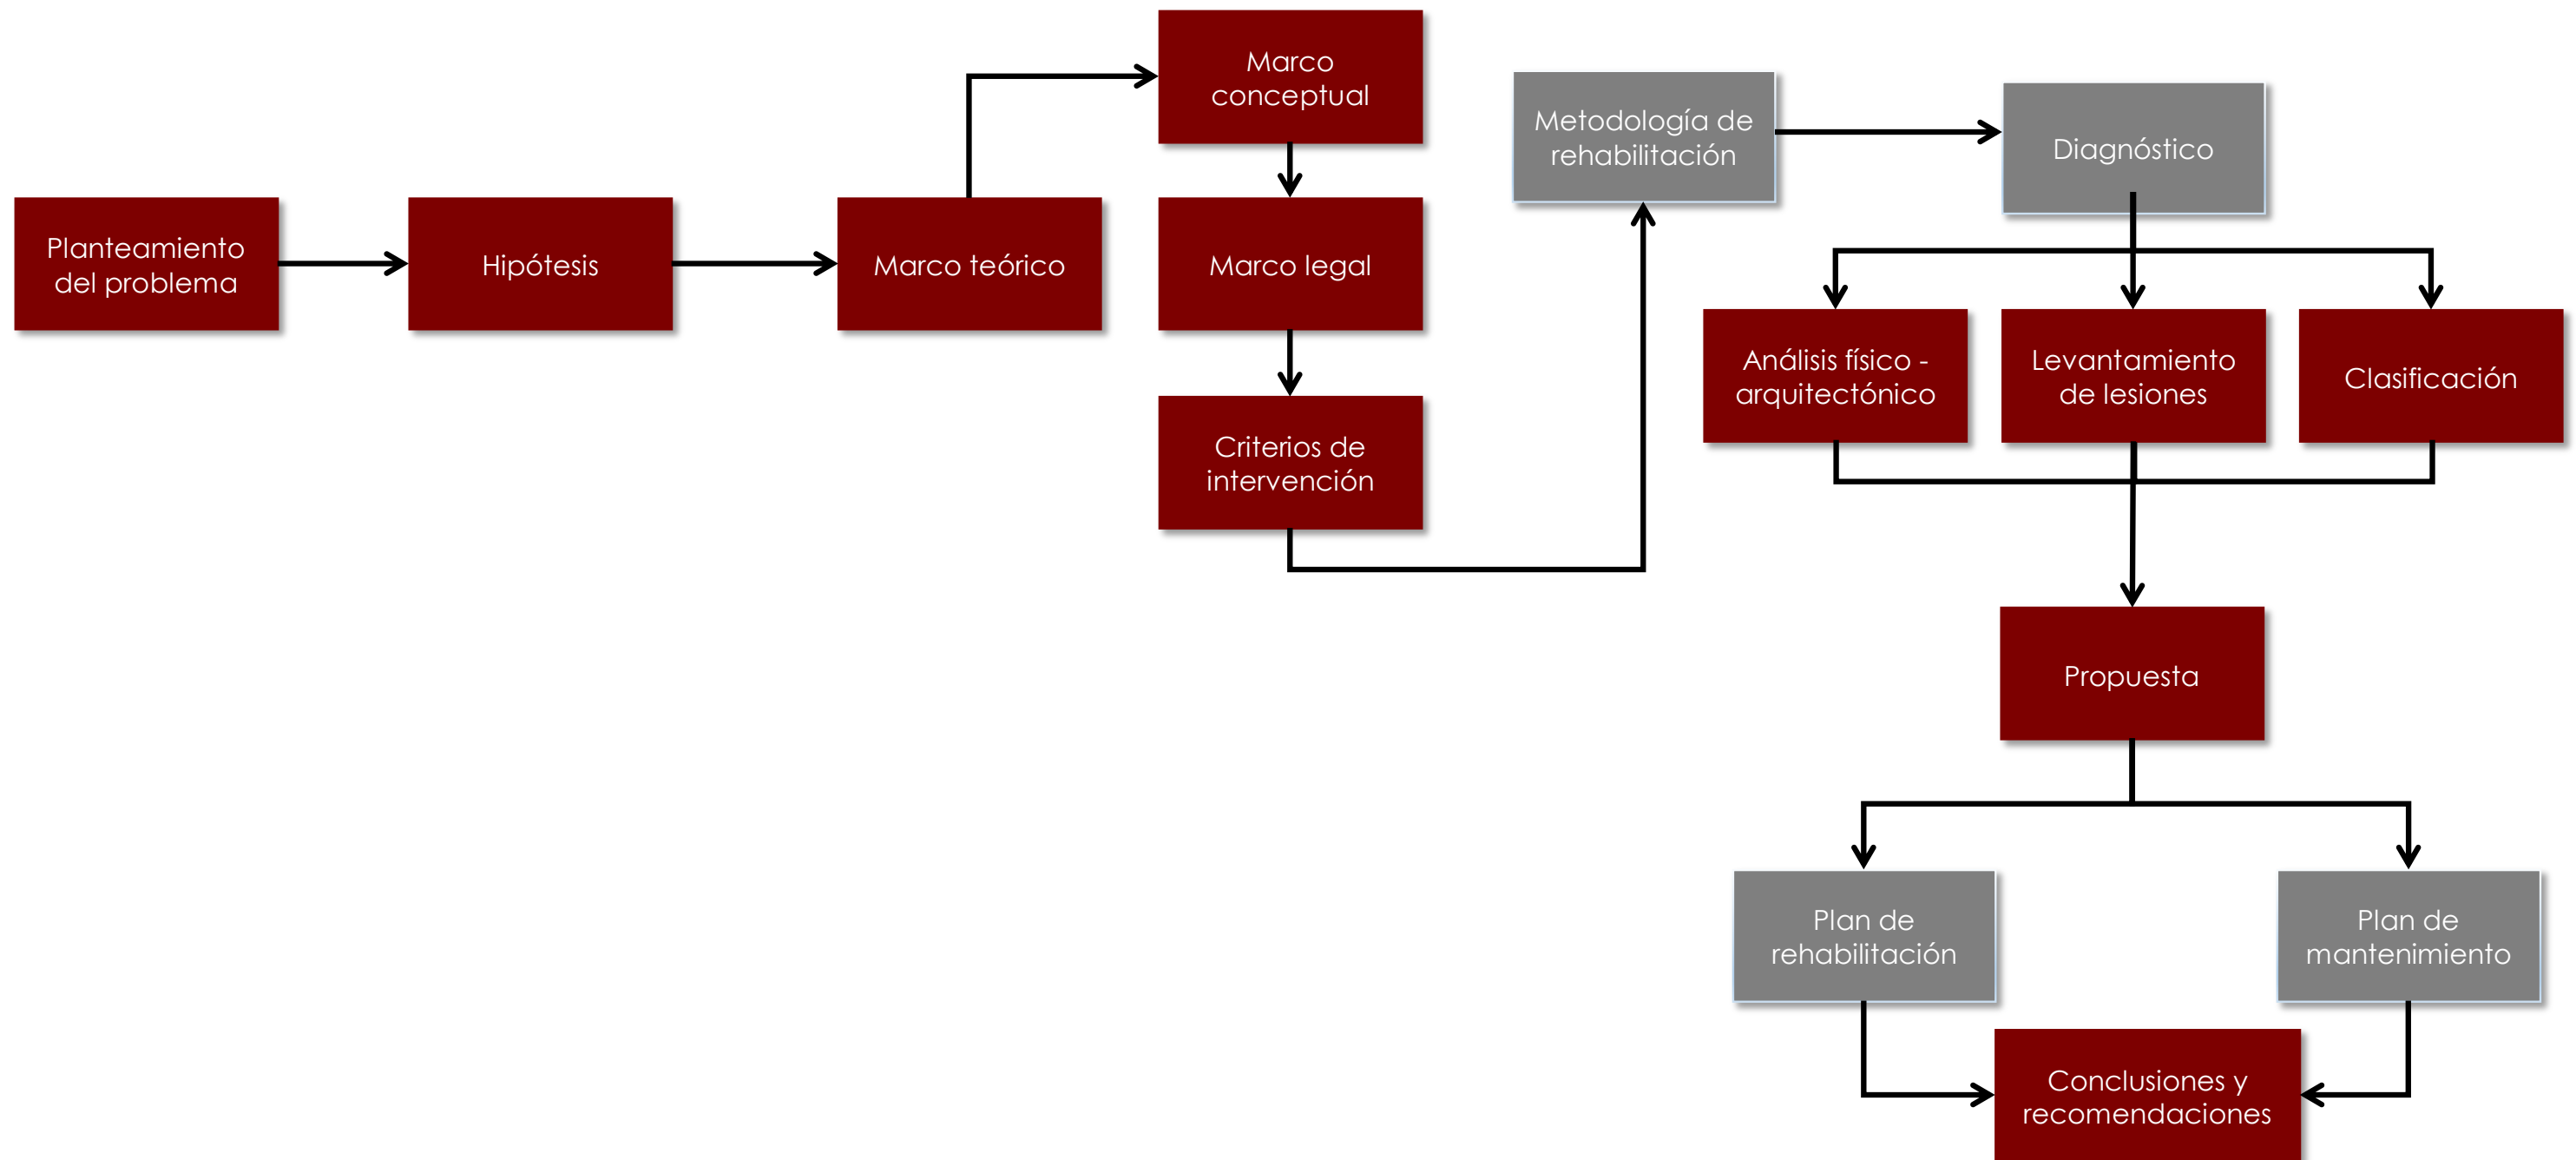 Planteamiento
del problema
Hipótesis
Marco teórico
Marco
conceptual
Marco legal
Criterios de
intervención
Metodología de
rehabilitación
Diagnóstico
Análisis físico -
arquitectónico
Levantamiento
de lesiones
Clasificación
Propuesta
Plan de
rehabilitación
Plan de
mantenimiento
Conclusiones y
recomendaciones